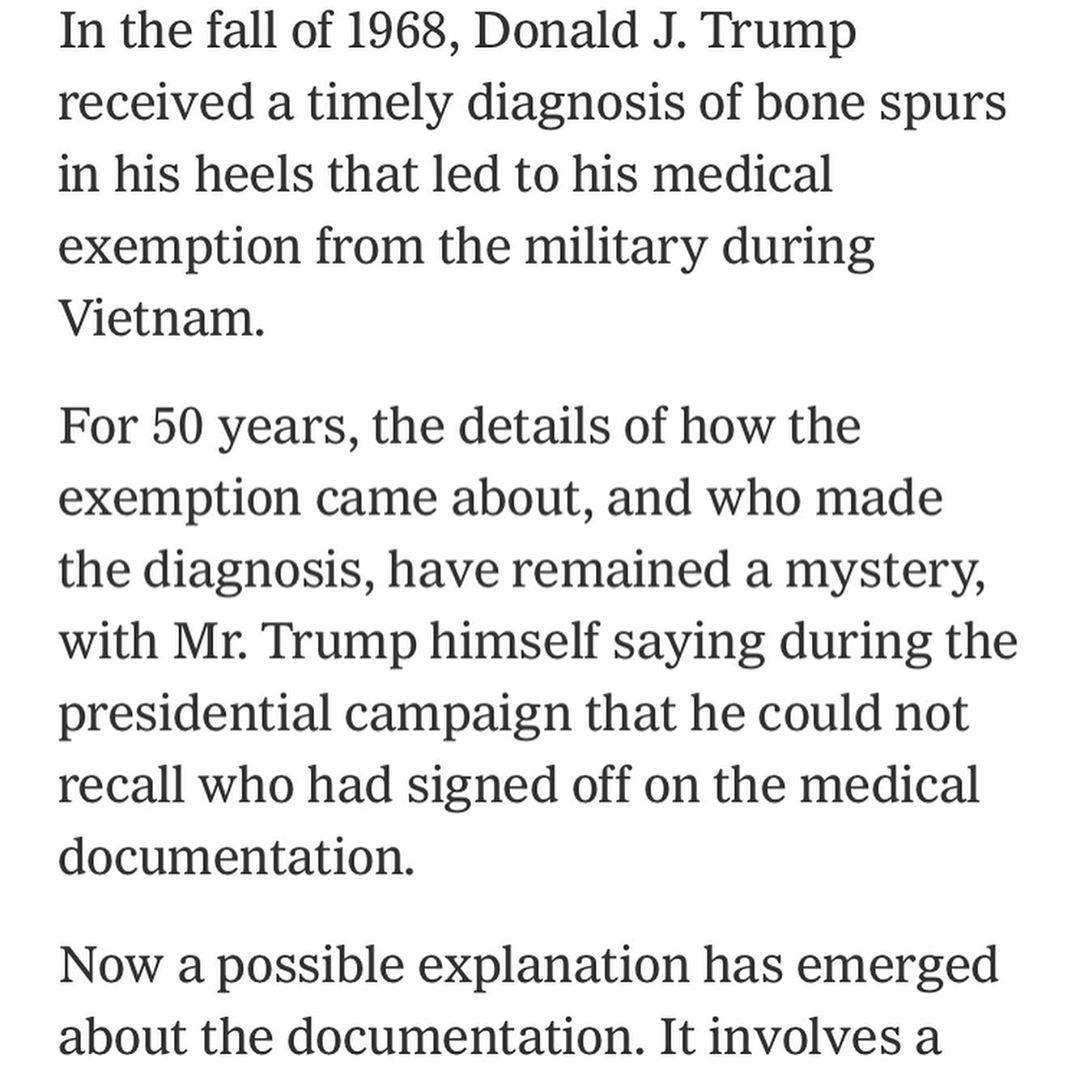 In the fall of 1968, Donald J. Trump
received a timely diagnosis of bone spurs
in his heels that led to his medical
exemption from the military during
Vietnam.
For 50 years, the details of how the
exemption came about, and who made
the diagnosis, have remained a mystery,
with Mr. Trump himself saying during the
presidential campaign that he could not
recall who had signed off on the medical
documentation.
Now a possible explanation has emerged
about the documentation. It involves a